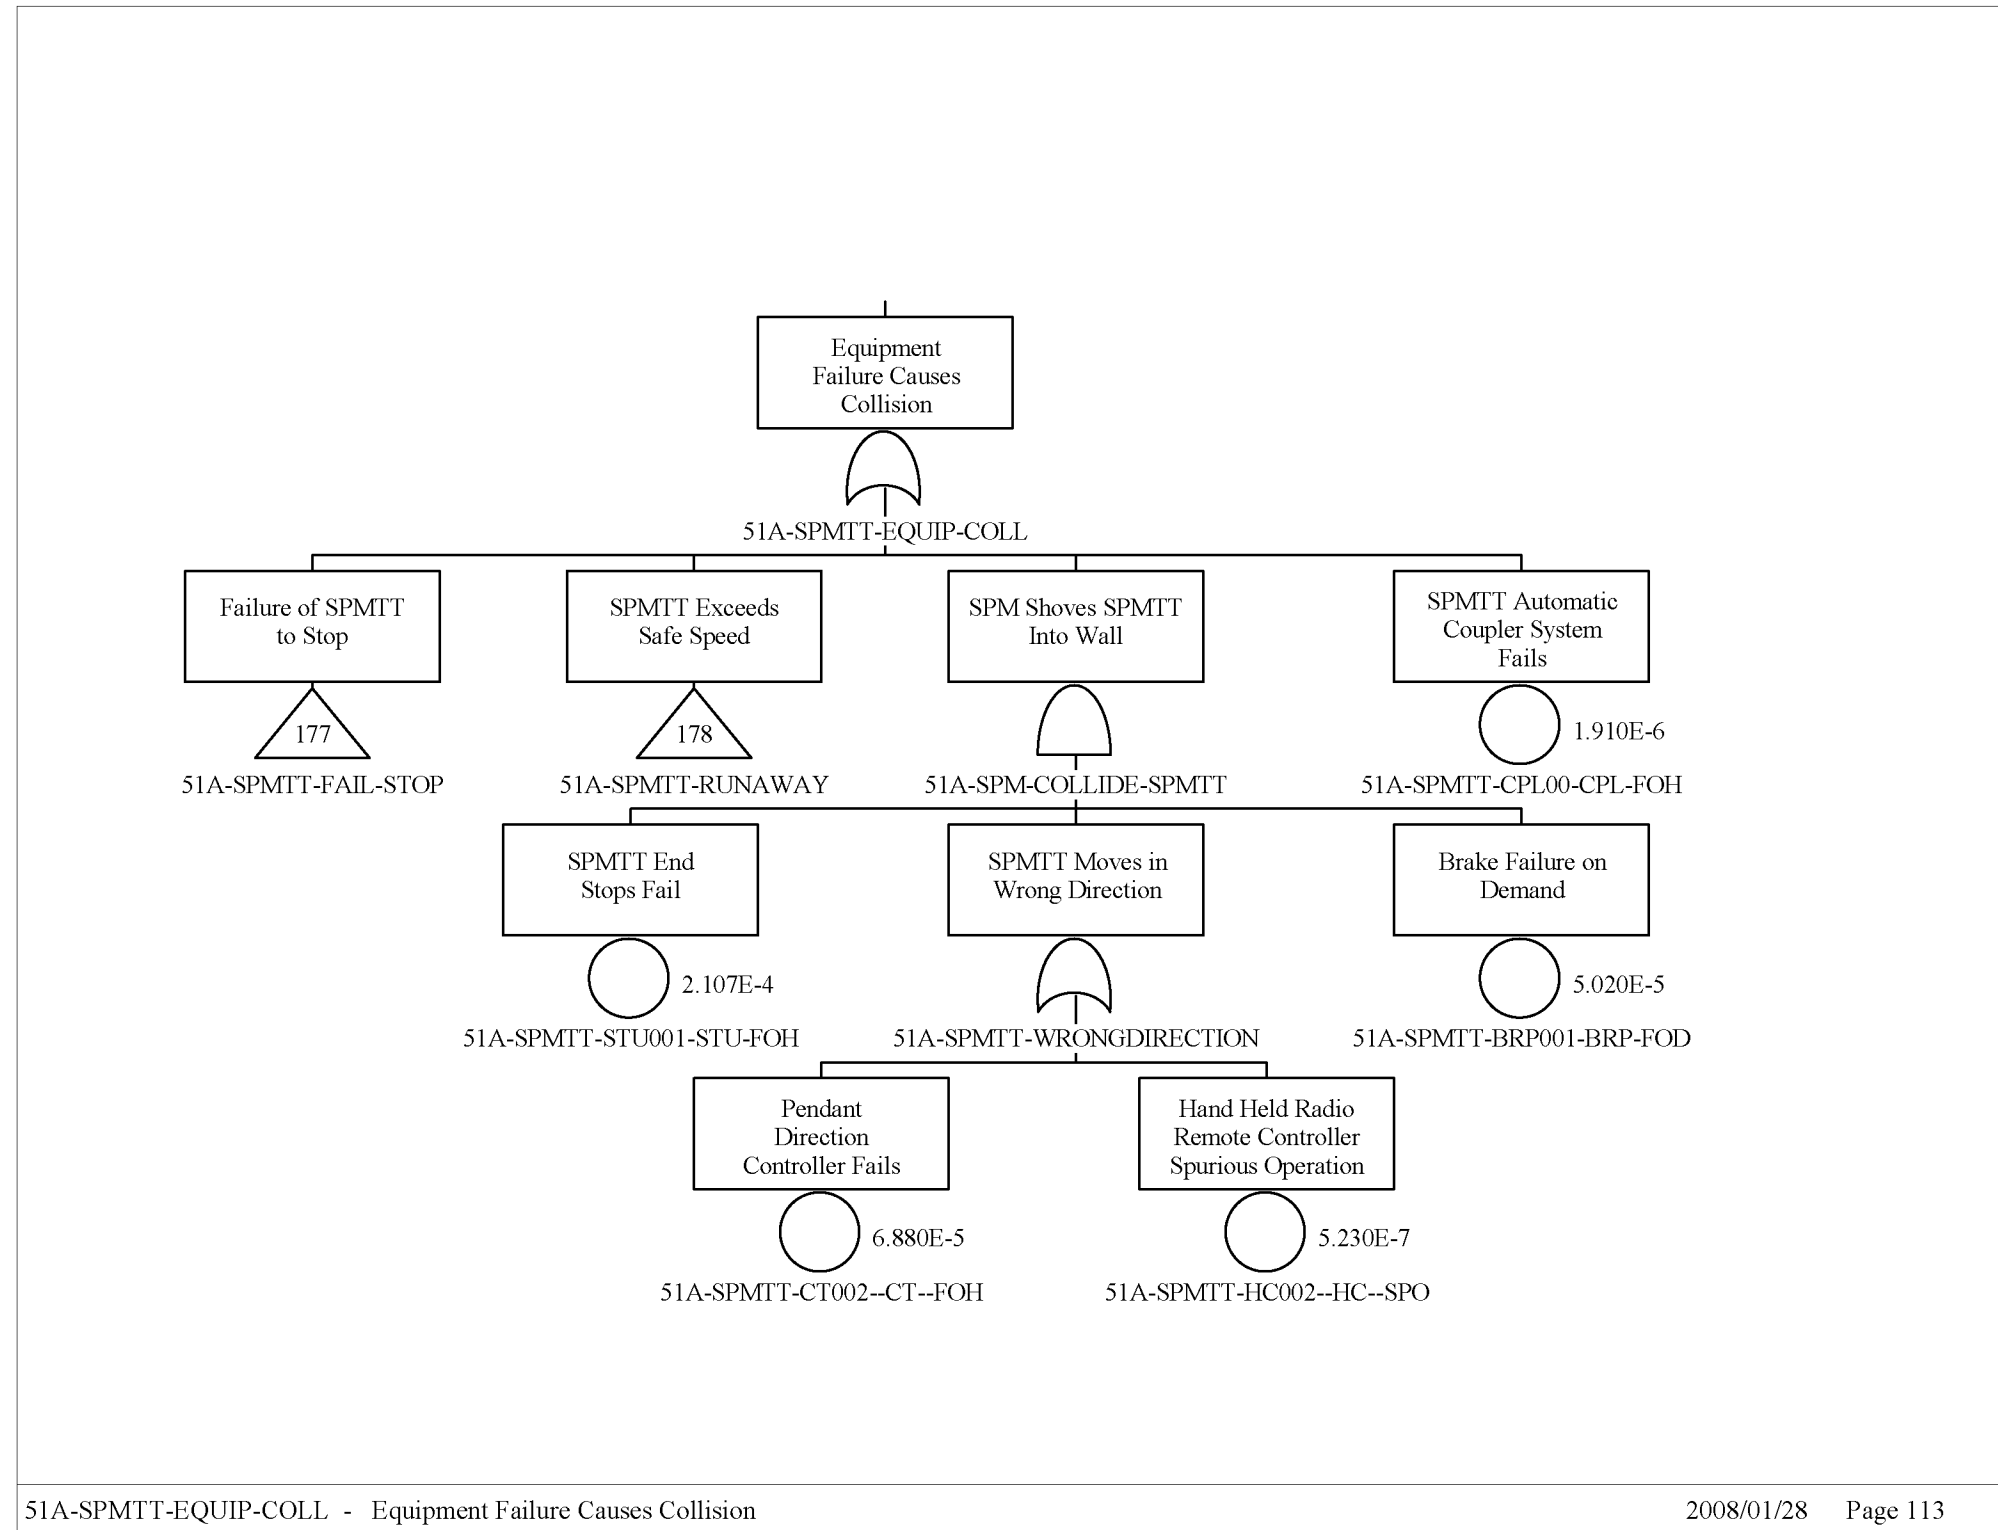 Equipment
Failure Causes
Collision
51A-SPMTT-EQUIP-COLL
Failure of SPMTT
to Stop
177
51A-SPMTT-FAIL-STOP
SPMTT Exceeds
Safe Speed
178
51A-SPMTT-RUNAWAY
SPM Shoves SPMTT
Into Wall
51A-SPM-COLLIDE-SPMTT
SPMTT Automatic
Coupler System
Fails
1.910E-6
51A-SPMTT-CPL00-CPL-FOH
SPMTT End
Stops Fail
2.107E-4
51A-SPMTT-STU001-STU-FOH
SPMTT Moves in
Wrong Direction
51A-SPMTT-WRONGDIRECTION
Brake Failure on
Demand
5.020E-5
51A-SPMTT-BRP001-BRP-FOD
Pendant
Direction
Controller Fails
6.880E-5
51A-SPMTT-CT002--CT--FOH
Hand Held Radio
Remote Controller
Spurious Operation
5.230E-7
51A-SPMTT-HC002--HC--SPO
51A-SPMTT-EQUIP-COLL - Equipment Failure Causes Collision
2008/01/28 Page 113